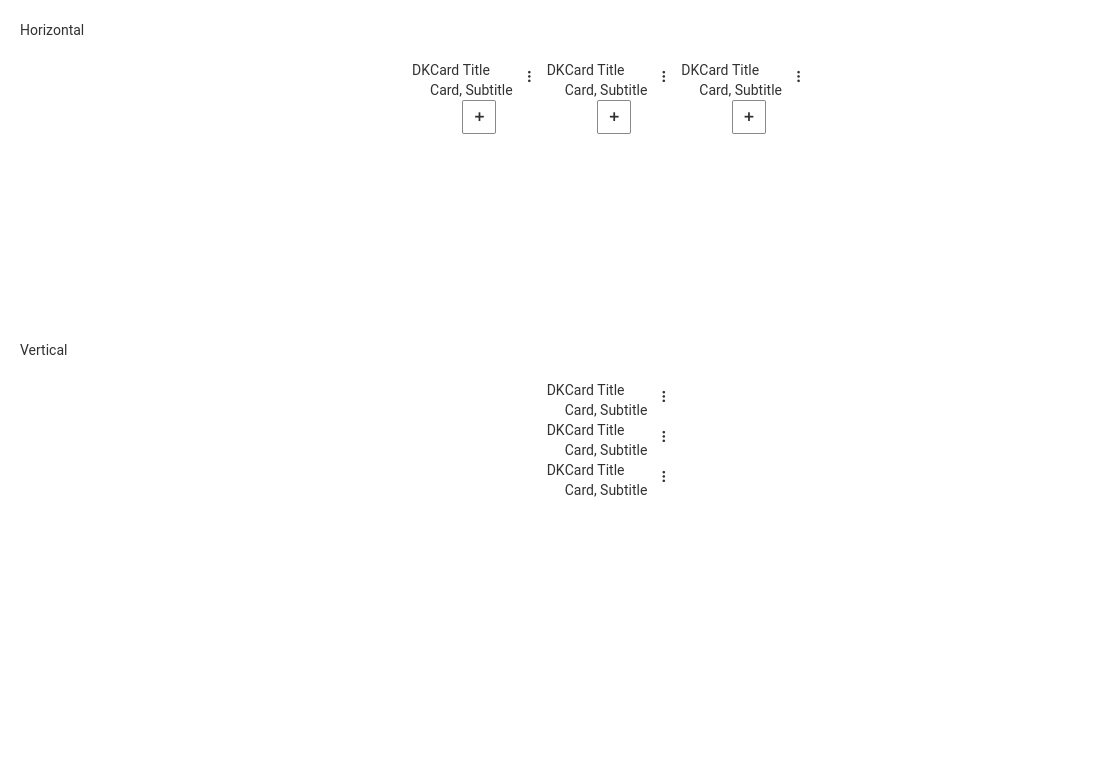 Horizontal
DKCard Title DKCard Title DKCard Title
Card, Subtitle Card, Subtitle Card, Subtitle
+ + +
Vertical
DKCard Title
Card, Subtitle
DKCard Title
Card, Subtitle
DKCard Title
Card, Subtitle